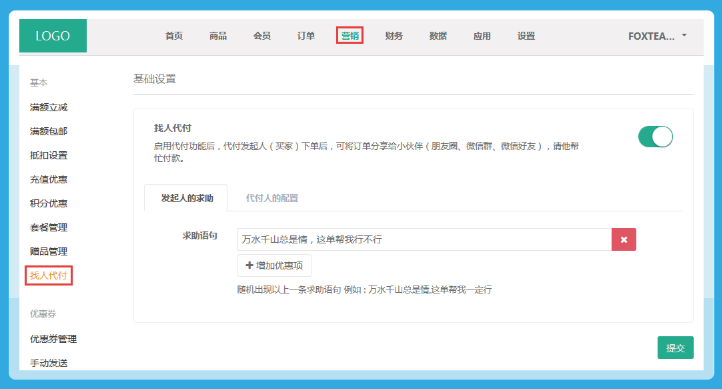 LOGO 首页 商品 会员 订单 营销 财务 数据 应用 设置 FOXTEA...
基本
满额立减
满额包邮
抵扣设置
充值优惠
积分优惠
套餐管理
赠品管理
找人代付
优惠券
优惠券管理
手动发送
基础设置
找人代付
启用代付功能后，代付发起人（买家）下单后，可将订单分享给小伙伴（朋友圈、微信群、微信好友），请他帮
忙付款。
发起人的求助 代付人的配置
求助语句 万水千山总是情，这单帮我行不行
增加优惠项
随机出现以上一条求助语句 例如：万水千山总是情,这单帮我一定行
提交